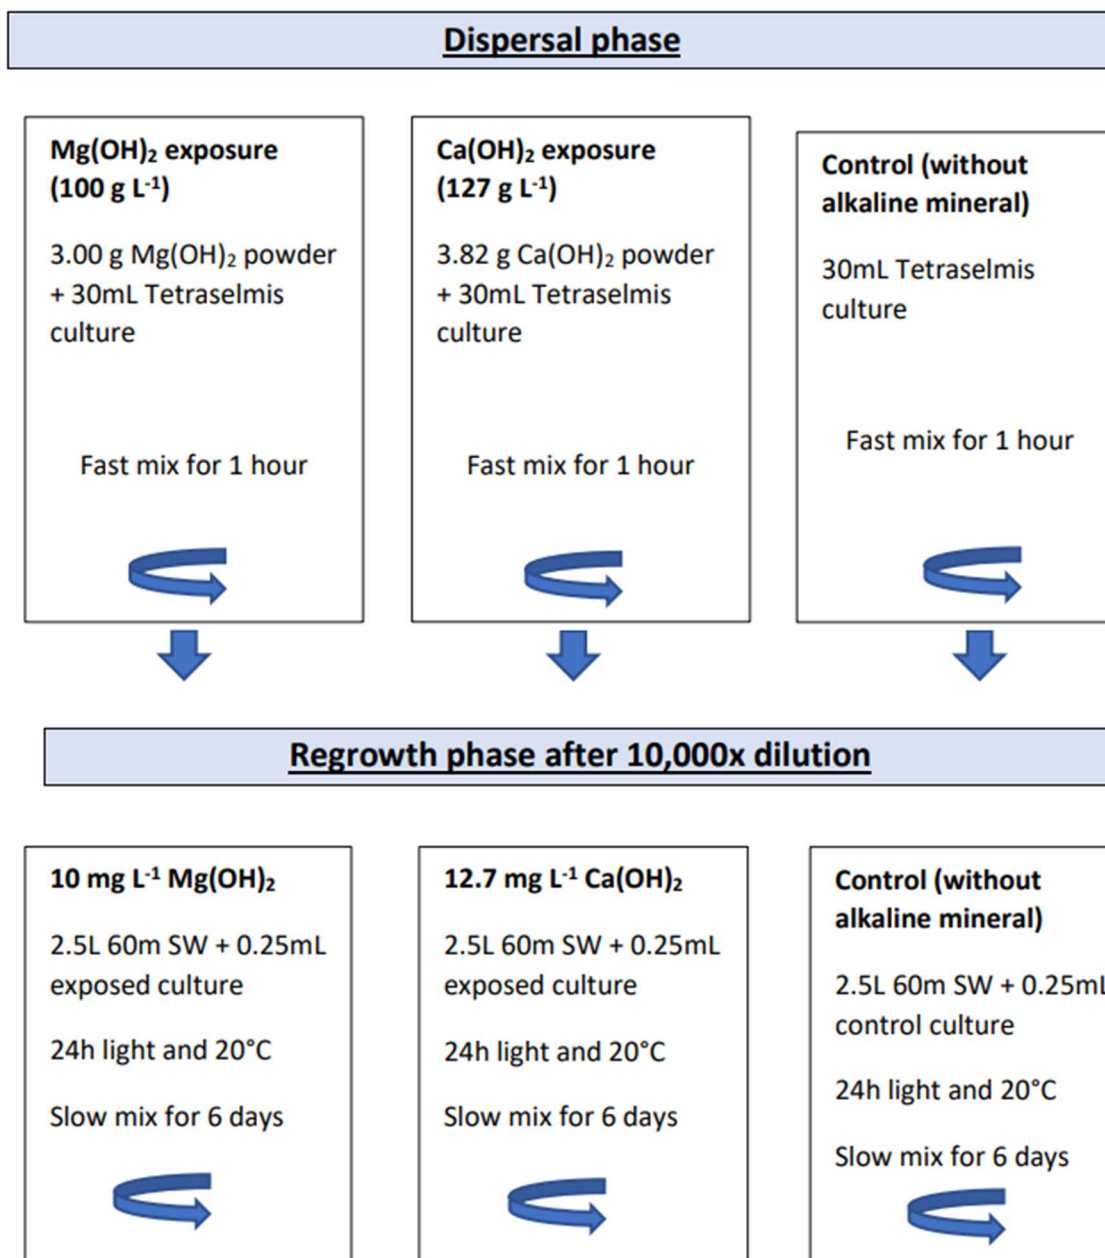 Dispersal phase
Mg(OH)₂ exposure
(100 g L⁻¹)
3.00 g Mg(OH)₂ powder
+ 30mL Tetraselmis
culture
Fast mix for 1 hour
Ca(OH)₂ exposure
(127 g L⁻¹)
3.82 g Ca(OH)₂ powder
+ 30mL Tetraselmis
culture
Fast mix for 1 hour
Control (without
alkaline mineral)
30mL Tetraselmis
culture
Fast mix for 1 hour
Regrowth phase after 10,000x dilution
10 mg L⁻¹ Mg(OH)₂
2.5L 60m SW + 0.25mL
exposed culture
24h light and 20°C
Slow mix for 6 days
12.7 mg L⁻¹ Ca(OH)₂
2.5L 60m SW + 0.25mL
exposed culture
24h light and 20°C
Slow mix for 6 days
Control (without
alkaline mineral)
2.5L 60m SW + 0.25mL
control culture
24h light and 20°C
Slow mix for 6 days